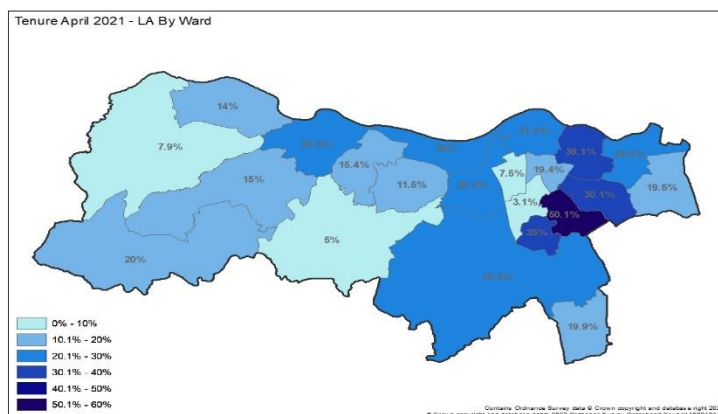 Tenure April 2021 - LA By Ward
14%
7.9%
15.4%
7.5%
39.1%
15%
11.5%
19.4%
19.5%
3.1%
30.1%
50.1%
35%
5%
20%
19.9%
0% - 10%
10.1% - 20%
20.1% - 30%
30.1% - 40%
40.1% - 50%
50.1% - 60%
Contains Ordnance Survey data © Crown copyright and database right